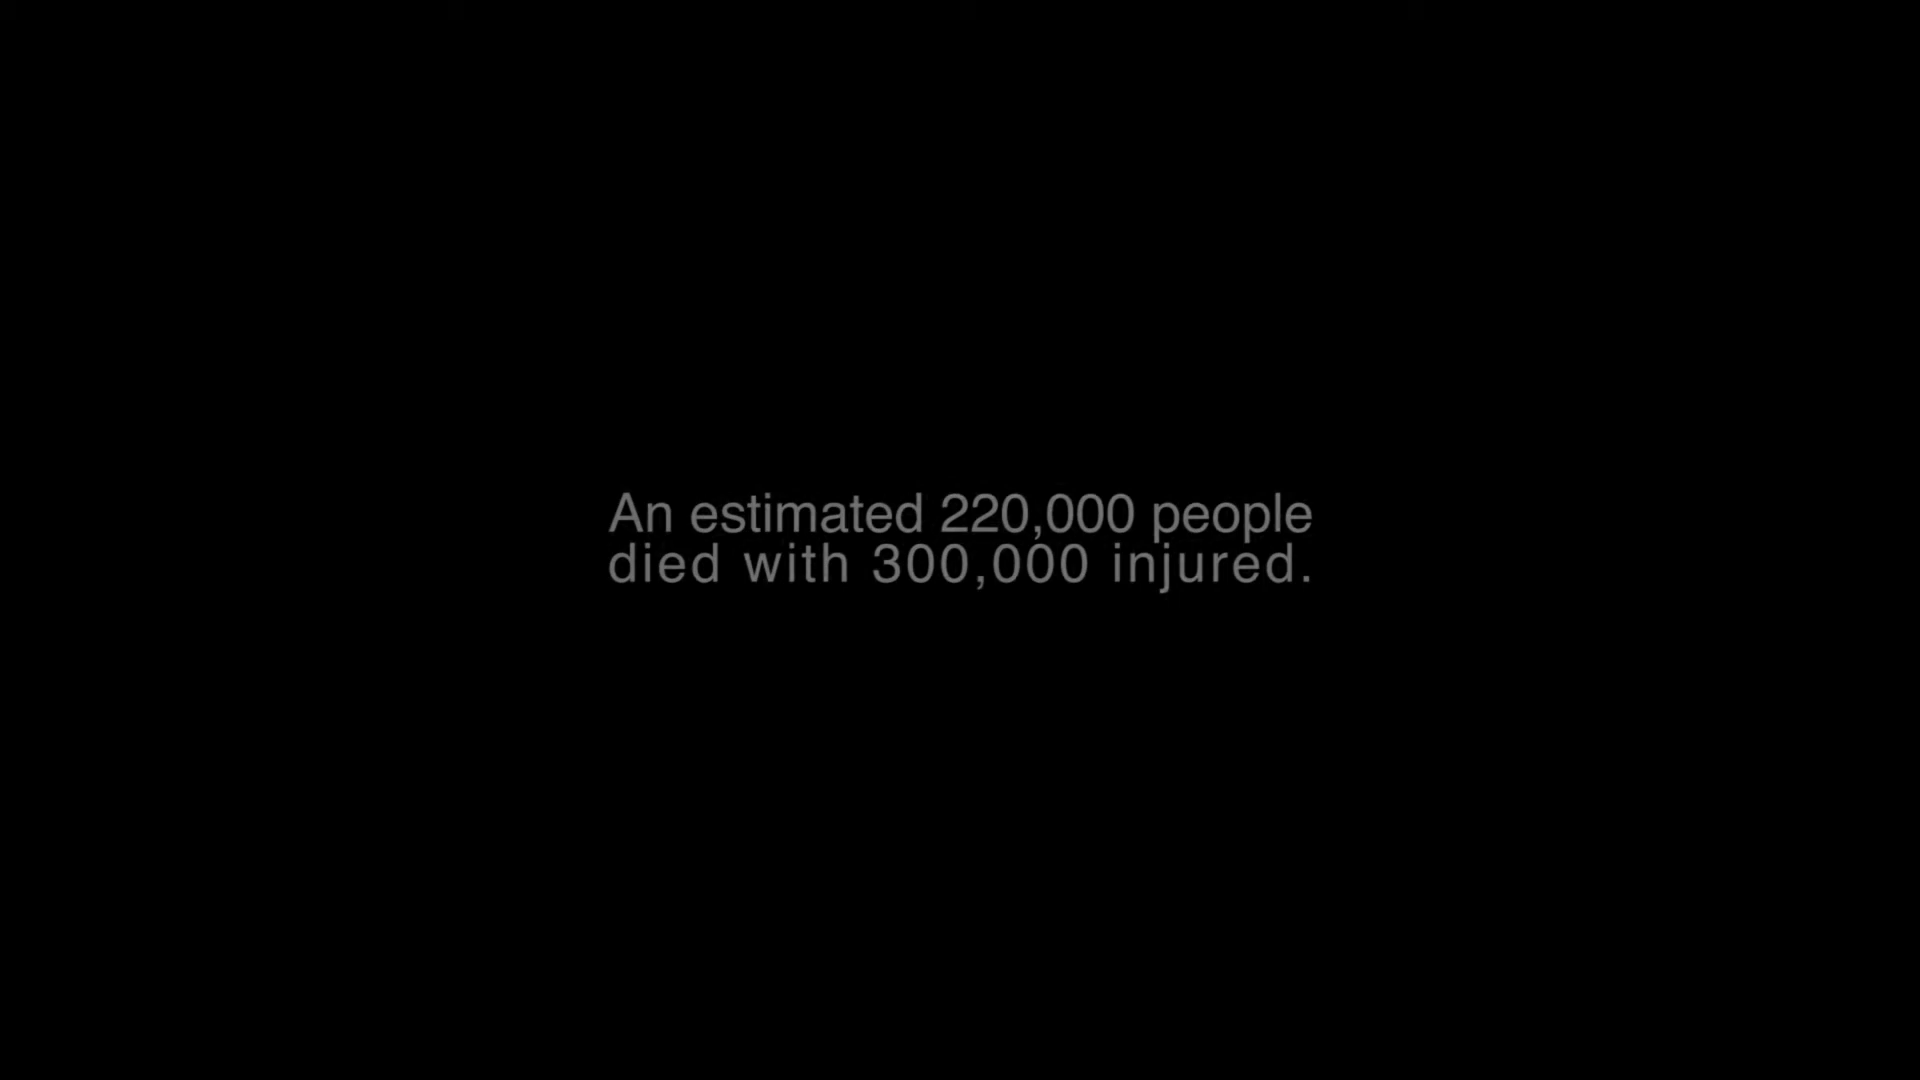 An estimated 220,000 people
died with 300,000 injured.